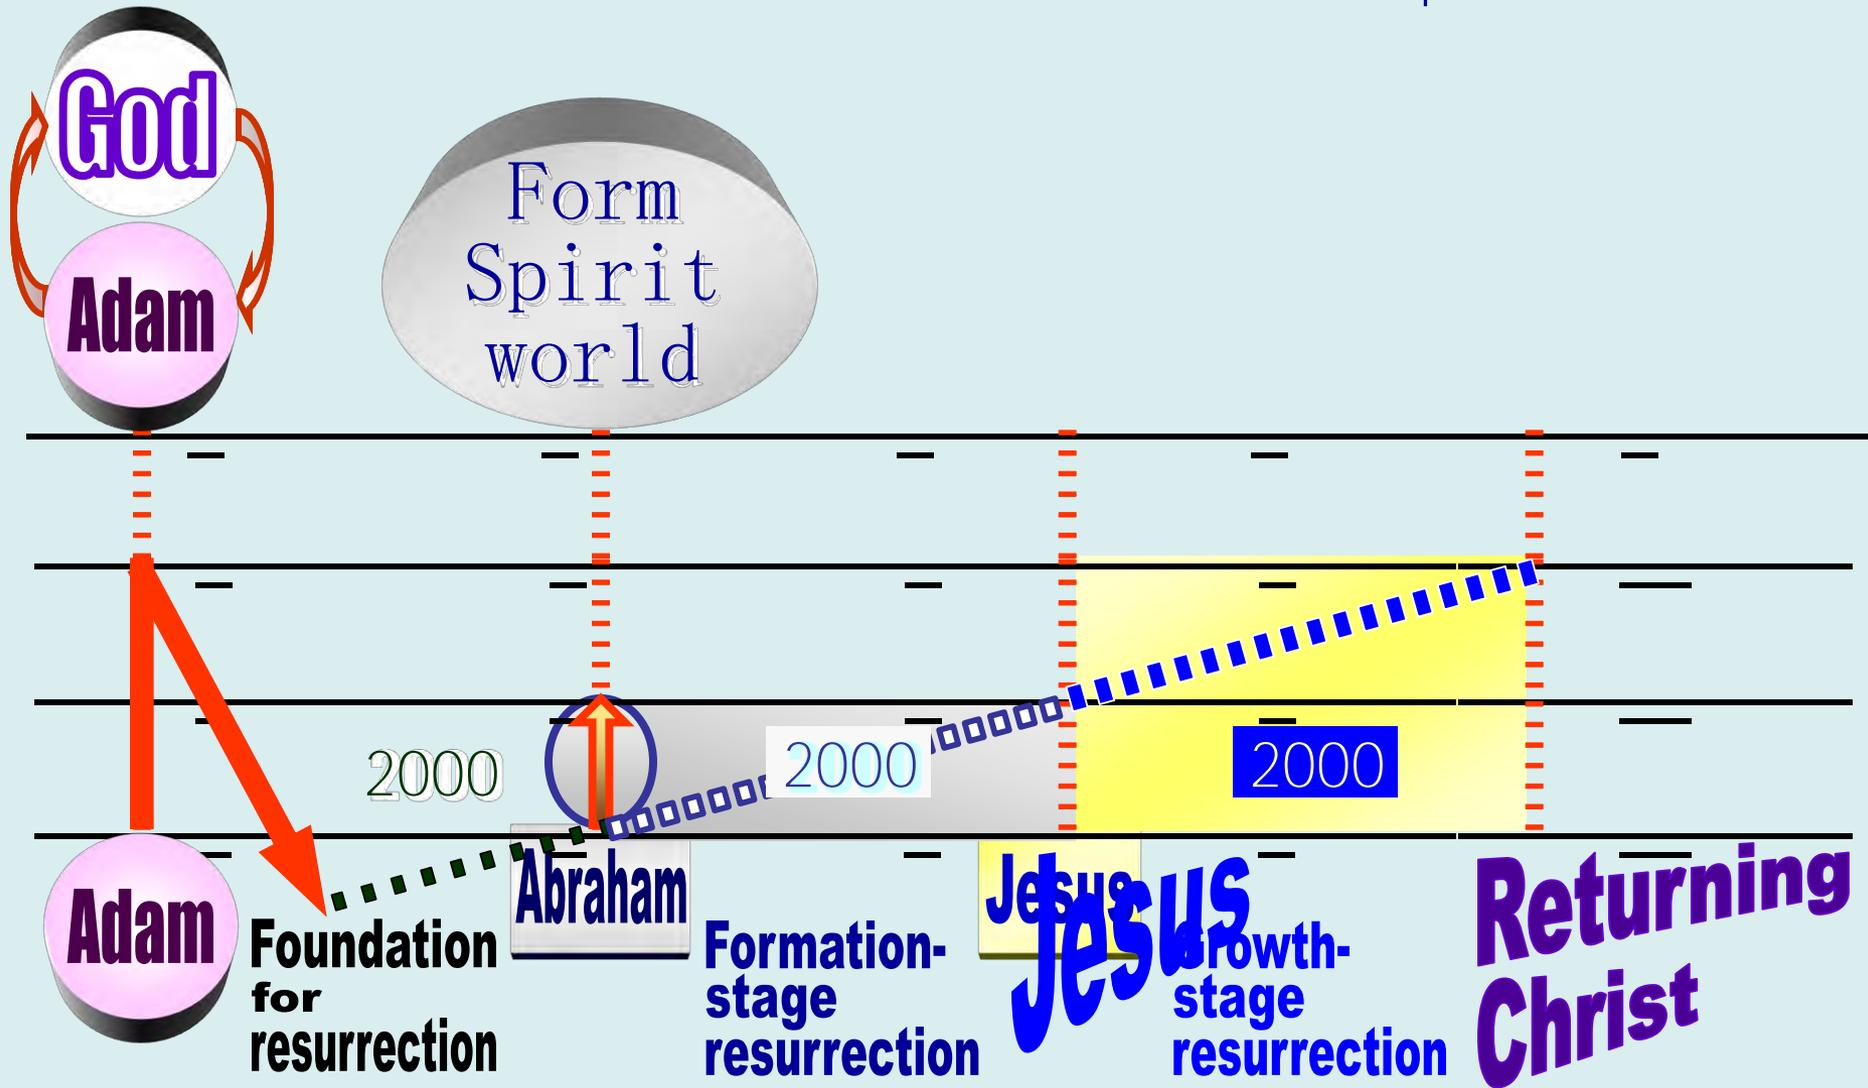 God
Adam
Form
Spirit
world
2000
2000
2000
Adam
Abraham
Jesus
Jesus
Returning
Christ
Foundation
for
resurrection
Formation-
stage
resurrection
Growth-
stage
resurrection